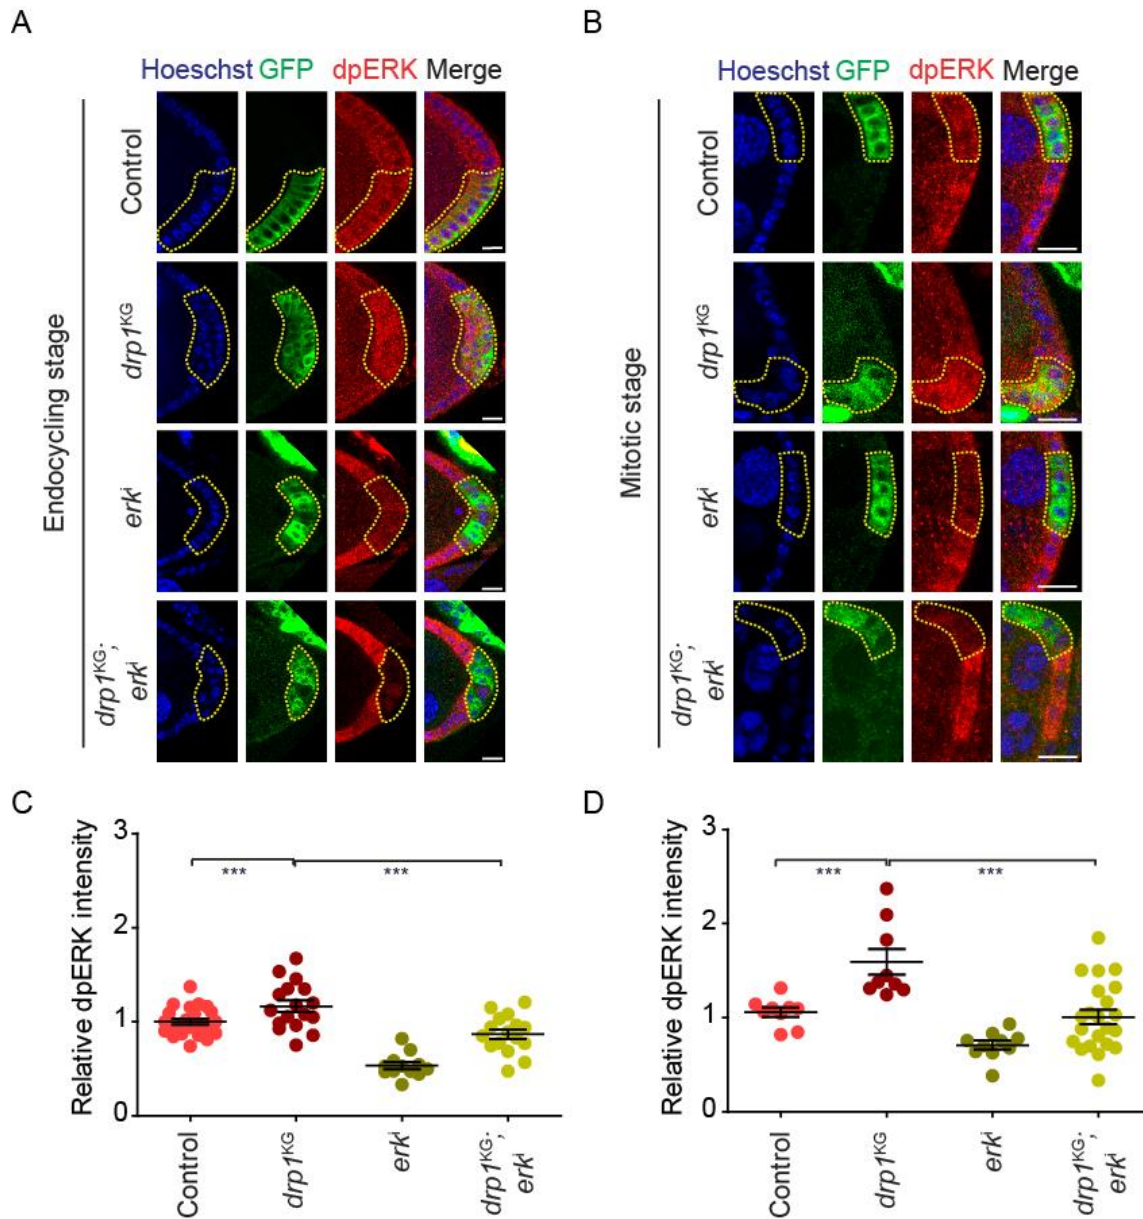 A
Hoeschst GFP dpERK Merge
Endocycling stage
Control
drp1KG
erki
drp1KG;
erki
B
Hoeschst GFP dpERK Merge
Mitotic stage
Control
drp1KG
erki
drp1KG;
erki
C
Relative dpERK intensity
3
2
1
0
***
***
Control
drp1KG
erki
drp1KG;
erki
D
Relative dpERK intensity
3
2
1
0
***
***
Control
drp1KG
erki
drp1KG;
erki